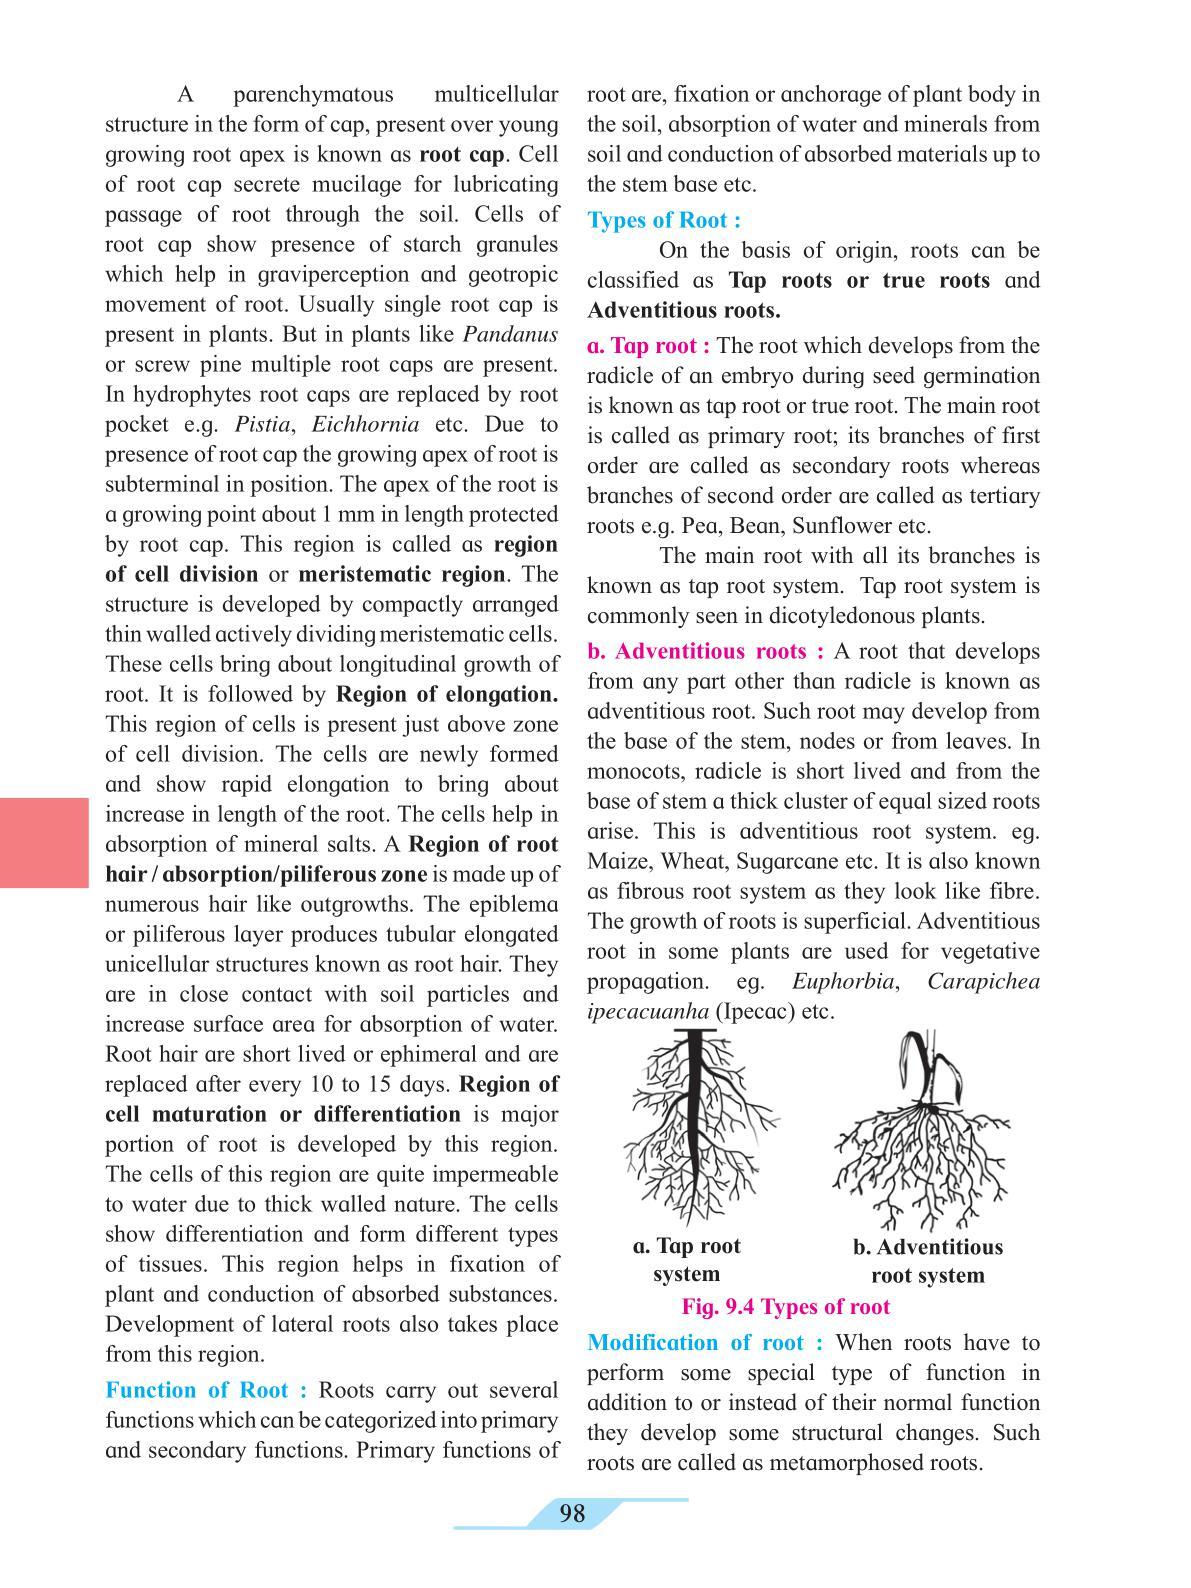 A parenchymatous multicellular
structure in the form of cap, present over young
growing root apex is known as root cap. Cell
of root cap secrete mucilage for lubricating
passage of root through the soil. Cells of
root cap show presence of starch granules
which help in graviperception and geotropic
movement of root. Usually single root cap is
present in plants. But in plants like Pandanus
or screw pine multiple root caps are present.
In hydrophytes root caps are replaced by root
pocket e.g. Pistia, Eichhornia etc. Due to
presence of root cap the growing apex of root is
subterminal in position. The apex of the root is
a growing point about 1 mm in length protected
by root cap. This region is called as region
of cell division or meristematic region. The
structure is developed by compactly arranged
thin walled actively dividing meristematic cells.
These cells bring about longitudinal growth of
root. It is followed by Region of elongation.
This region of cells is present just above zone
of cell division. The cells are newly formed
and show rapid elongation to bring about
increase in length of the root. The cells help in
absorption of mineral salts. A Region of root
hair / absorption/piliferous zone is made up of
numerous hair like outgrowths. The epiblema
or piliferous layer produces tubular elongated
unicellular structures known as root hair. They
are in close contact with soil particles and
increase surface area for absorption of water.
Root hair are short lived or ephimeral and are
replaced after every 10 to 15 days. Region of
cell maturation or differentiation is major
portion of root is developed by this region.
The cells of this region are quite impermeable
to water due to thick walled nature. The cells
show differentiation and form different types
of tissues. This region helps in fixation of
plant and conduction of absorbed substances.
Development of lateral roots also takes place
from this region.
Function of Root : Roots carry out several
functions which can be categorized into primary
and secondary functions. Primary functions of
root are, fixation or anchorage of plant body in
the soil, absorption of water and minerals from
soil and conduction of absorbed materials up to
the stem base etc.
Types of Root :
On the basis of origin, roots can be
classified as Tap roots or true roots and
Adventitious roots.
a. Tap root : The root which develops from the
radicle of an embryo during seed germination
is known as tap root or true root. The main root
is called as primary root; its branches of first
order are called as secondary roots whereas
branches of second order are called as tertiary
roots e.g. Pea, Bean, Sunflower etc.
The main root with all its branches is
known as tap root system. Tap root system is
commonly seen in dicotyledonous plants.
b. Adventitious roots : A root that develops
from any part other than radicle is known as
adventitious root. Such root may develop from
the base of the stem, nodes or from leaves. In
monocots, radicle is short lived and from the
base of stem a thick cluster of equal sized roots
arise. This is adventitious root system. eg.
Maize, Wheat, Sugarcane etc. It is also known
as fibrous root system as they look like fibre.
The growth of roots is superficial. Adventitious
root in some plants are used for vegetative
propagation. eg. Euphorbia, Carapichea
ipecacuanha (Ipecac) etc.
a. Tap root
system
b. Adventitious
root system
Fig. 9.4 Types of root
Modification of root : When roots have to
perform some special type of function in
addition to or instead of their normal function
they develop some structural changes. Such
roots are called as metamorphosed roots.
98